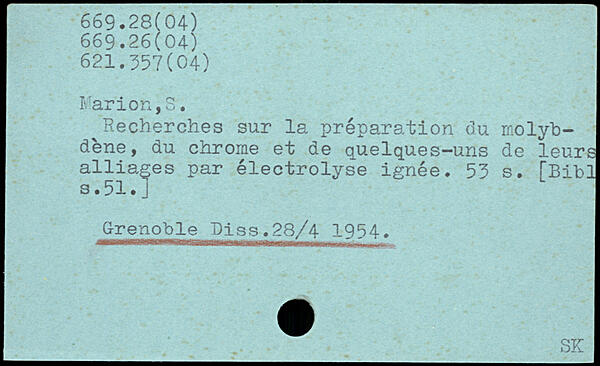 669.28(04)
669.26(04)
621.357(04)
Marion,S.
Recherches sur la préparation du molyb-
dène, du chrome et de quelques-uns de leurs
alliages par électrolyse ignée. 53 s. [Bibl
s.51.]
Grenoble Diss.28/4 1954.
SK